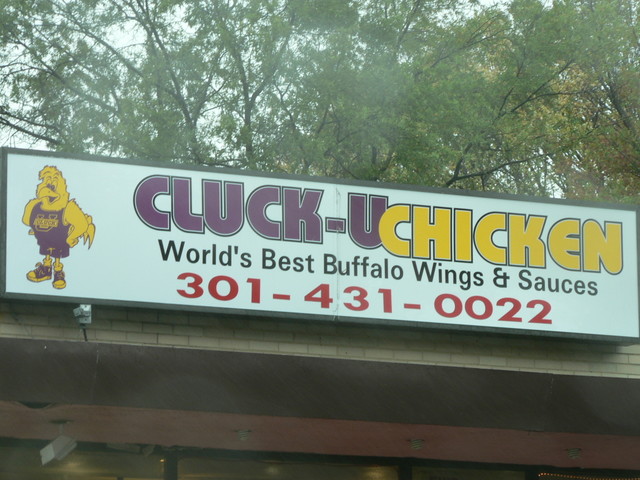 CLUCK-U CHICKEN
World's Best Buffalo Wings & Sauces
301-431-0022